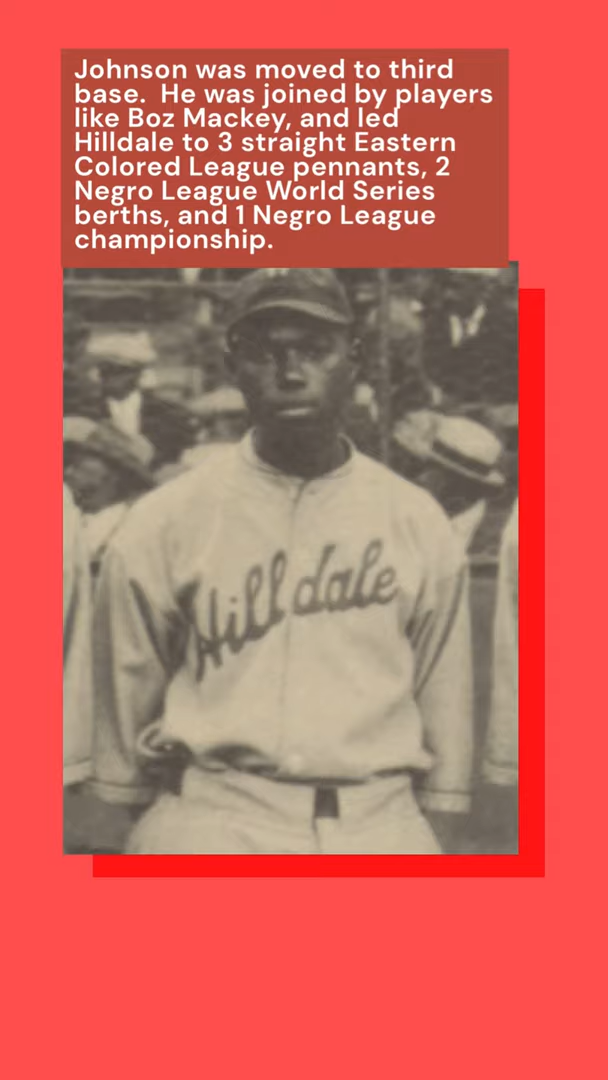 Johnson was moved to third
base.  He was joined by players
like Boz Mackey, and led
Hilldale to 3 straight Eastern
Colored League pennants, 2
Negro League World Series
berths, and 1 Negro League
championship.
Hilldale